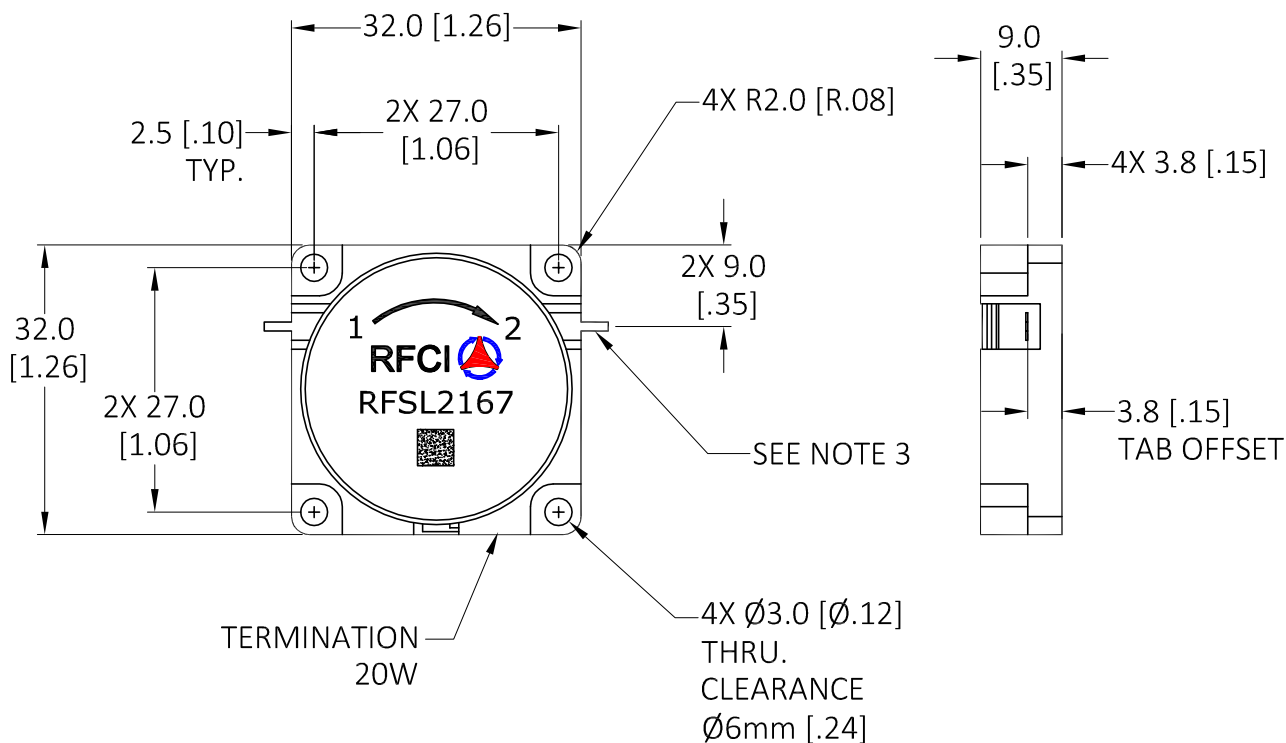 32.0 [1.26]
9.0
[.35]
2.5 [.10]
TYP.
2X 27.0
[1.06]
4X R2.0 [R.08]
4X 3.8 [.15]
2X 9.0
[.35]
32.0
[1.26]
2X 27.0
[1.06]
1
2
RFCI
RFSL2167
3.8 [.15]
TAB OFFSET
SEE NOTE 3
TERMINATION
20W
4X Ø3.0 [Ø.12]
THRU.
CLEARANCE
Ø6mm [.24]